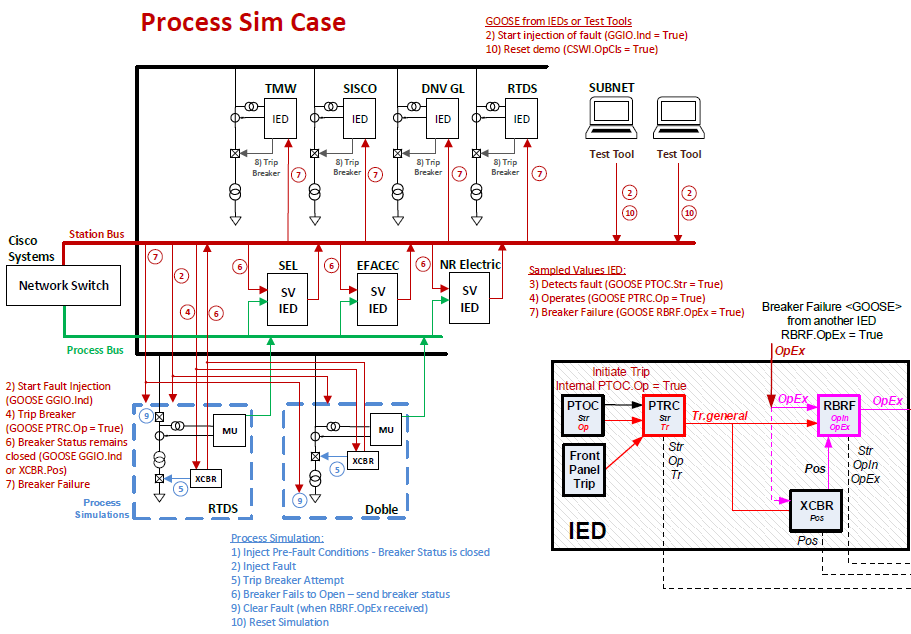 Process Sim Case
GOOSE from IEDs or Test Tools
2) Start injection of fault (GGIO.Ind = True)
10) Reset demo (CSWI.OpCls = True)
TMW
SISCO
DNV GL
RTDS
SUBNET
IED
IED
IED
IED
Test Tool
Test Tool
8) Trip
Breaker
8) Trip
Breaker
8) Trip
Breaker
8) Trip
Breaker
7
7
7
7
2
2
10
10
Station Bus
Cisco
Systems
Network Switch
7
2
4
6
6
6
6
SEL
EFACEC
NR Electric
SV
IED
SV
IED
SV
IED
Sampled Values IED:
3) Detects fault (GOOSE PTOC.Str = True)
4) Operates (GOOSE PTRC.Op = True)
7) Breaker Failure (GOOSE RBRF.OpEx = True)
Process Bus
Breaker Failure <GOOSE>
from another IED
RBRF.OpEx = True
OpEx
2) Start Fault Injection
(GOOSE GGIO.Ind)
4) Trip Breaker
(GOOSE PTRC.Op = True)
6) Breaker Status remains
closed (GOOSE GGIO.Ind
or XCBR.Pos)
7) Breaker Failure
9
MU
XCBR
5
RTDS
MU
XCBR
5
9
Doble
Process
Simulations
Initiate Trip
Internal PTOC.Op = True
PTOC
Str
Op
PTRC
Str
Tr
Tr.general
OpEx
RBRF
OpIn
OpEx
OpEx
Front
Panel
Trip
Str
Op
Tr
Pos
Str
OpIn
OpEx
XCBR
Pos
Pos
IED
Process Simulation:
1) Inject Pre-Fault Conditions - Breaker Status is closed
2) Inject Fault
5) Trip Breaker Attempt
6) Breaker Fails to Open – send breaker status
9) Clear Fault (when RBRF.OpEx received)
10) Reset Simulation